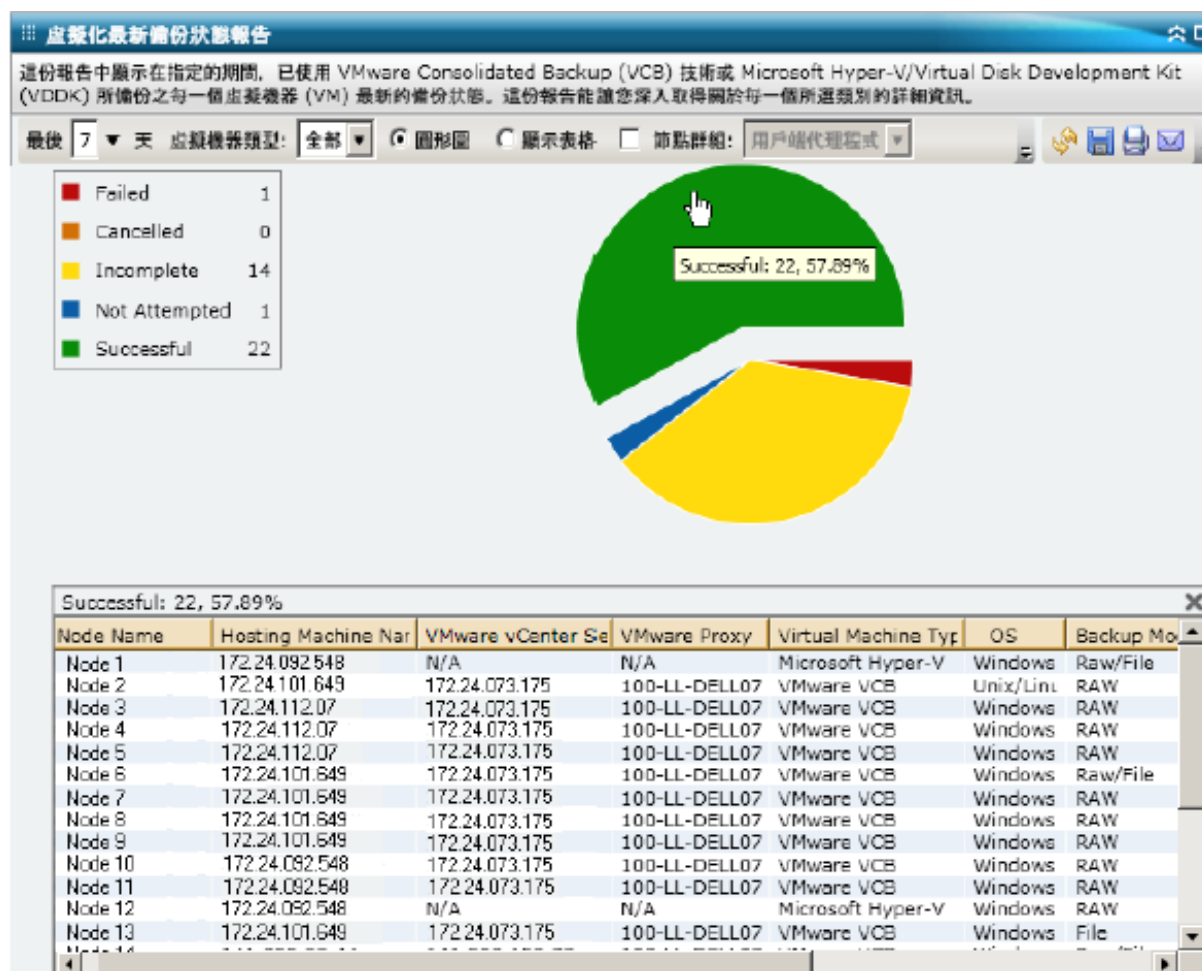 虛擬化最新備份狀態報告
這份報告中顯示在指定的期間，已使用 VMware Consolidated Backup (VCB) 技術或 Microsoft Hyper-V/Virtual Disk Development Kit
(VDDK) 所備份之每一個虛擬機器 (VM) 最新的備份狀態。這份報告能讓您深入取得關於每一個所選類別的詳細資訊。
最後 7 天 虛擬機器類型: 全部 圓形圖 顯示表格 節點群組: 用戶端代理程式
Failed 1
Cancelled 0
Incomplete 14
Not Attempted 1
Successful 22
Successful: 22, 57.89%
Successful: 22, 57.89%
Node Name Hosting Machine Nar VMware vCenter Se VMware Proxy Virtual Machine Typ OS Backup Mo
Node 1 172.24.092.548 N/A N/A Microsoft Hyper-V Windows Raw/File
Node 2 172.24.101.649 172.24.073.175 100-LL-DELL07 VMware VCB Unix/Linu RAW
Node 3 172.24.112.07 172.24.073.175 100-LL-DELL07 VMware VCB Windows RAW
Node 4 172.24.112.07 172.24.073.175 100-LL-DELL07 VMware VCB Windows RAW
Node 5 172.24.112.07 172.24.073.175 100-LL-DELL07 VMware VCB Windows RAW
Node 6 172.24.101.649 172.24.073.175 100-LL-DELL07 VMware VCB Windows Raw/File
Node 7 172.24.101.649 172.24.073.175 100-LL-DELL07 VMware VCB Windows RAW
Node 8 172.24.101.649 172.24.073.175 100-LL-DELL07 VMware VCB Windows RAW
Node 9 172.24.101.649 172.24.073.175 100-LL-DELL07 VMware VCB Windows RAW
Node 10 172.24.092.548 172.24.073.175 100-LL-DELL07 VMware VCB Windows RAW
Node 11 172.24.092.548 172.24.073.175 100-LL-DELL07 VMware VCB Windows RAW
Node 12 172.24.092.548 N/A N/A Microsoft Hyper-V Windows RAW
Node 13 172.24.101.649 172.24.073.175 100-LL-DELL07 VMware VCB Windows File